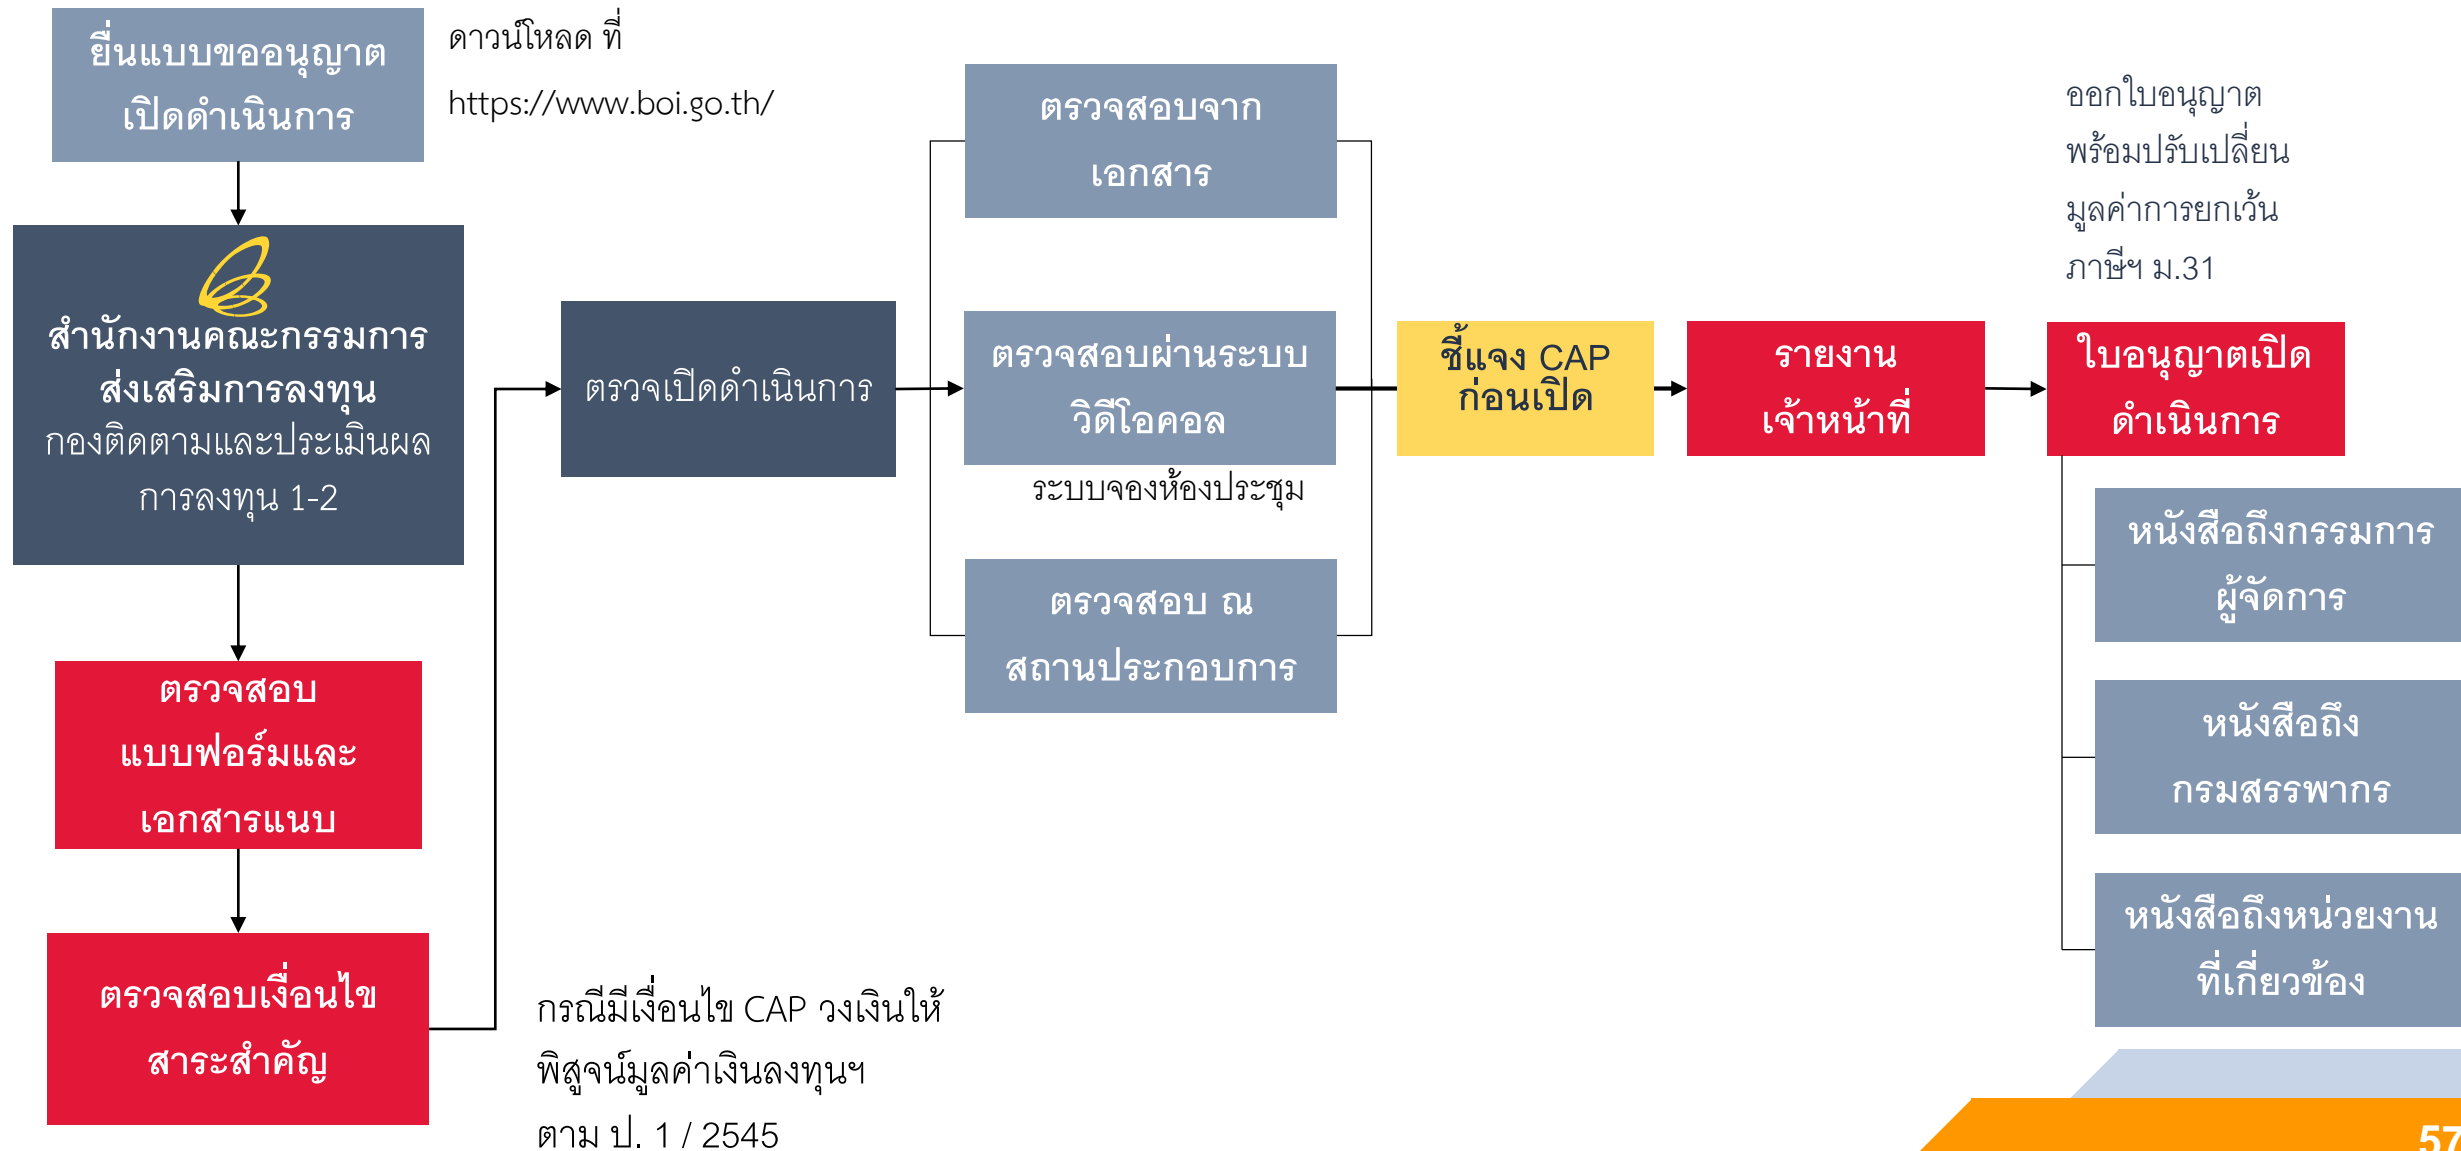 ยื่นแบบขออนุญาต
เปิดดำเนินการ
ดาวน์โหลด ที่
https://www.boi.go.th/
สำนักงานคณะกรรมการ
ส่งเสริมการลงทุน
กองติดตามและประเมินผล
การลงทุน 1-2
ตรวจสอบ
แบบฟอร์มและ
เอกสารแนบ
ตรวจสอบเงื่อนไข
สาระสำคัญ
กรณีมีเงื่อนไข CAP วงเงินให้
พิสูจน์มูลค่าเงินลงทุนฯ
ตาม ป. 1 / 2545
ตรวจเปิดดำเนินการ
ตรวจสอบจาก
เอกสาร
ตรวจสอบผ่านระบบ
วิดีโอคอล
ระบบจองห้องประชุม
ตรวจสอบ ณ
สถานประกอบการ
ชี้แจง CAP
ก่อนเปิด
รายงาน
เจ้าหน้าที่
ออกใบอนุญาต
พร้อมปรับเปลี่ยน
มูลค่าการยกเว้น
ภาษีฯ ม.31
ใบอนุญาตเปิด
ดำเนินการ
หนังสือถึงกรรมการ
ผู้จัดการ
หนังสือถึง
กรมสรรพากร
หนังสือถึงหน่วยงาน
ที่เกี่ยวข้อง
57